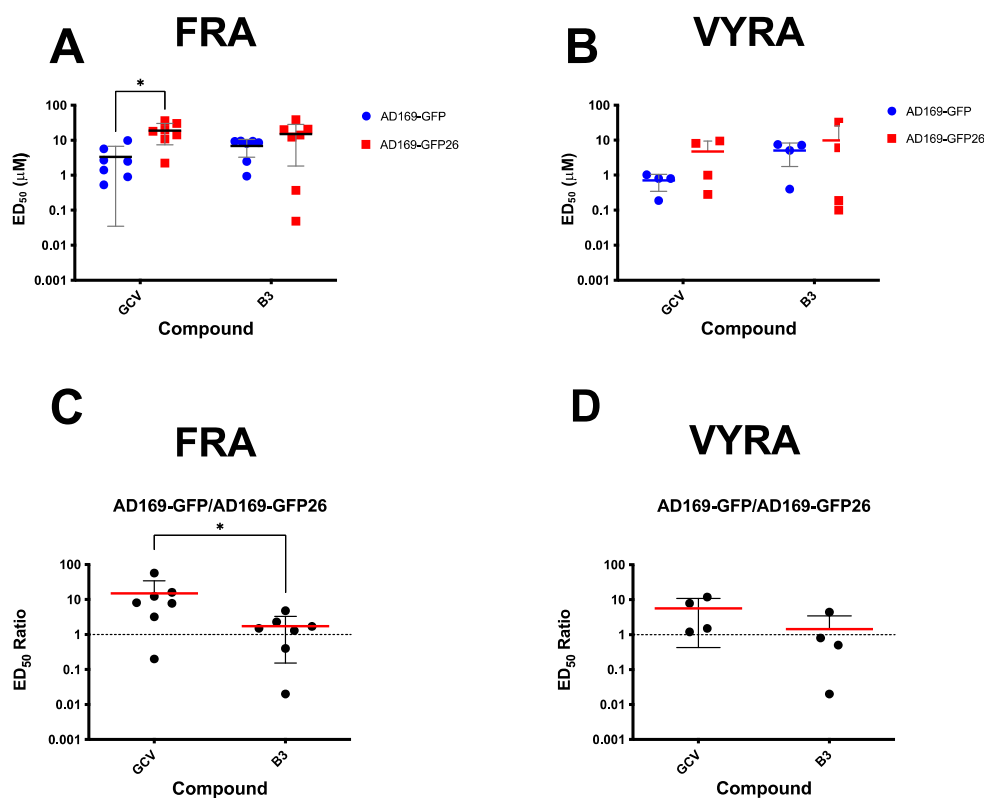 A
FRA
*
100
10
1
0.1
0.01
0.001
ED50 (μM)
GCV
B3
Compound
AD169-GFP
AD169-GFP26
B
VYRA
100
10
1
0.1
0.01
0.001
ED50 (μM)
GCV
B3
Compound
AD169-GFP
AD169-GFP26
C
FRA
AD169-GFP/AD169-GFP26
*
100
10
1
0.1
0.01
0.001
ED50 Ratio
GCV
B3
Compound
D
VYRA
AD169-GFP/AD169-GFP26
100
10
1
0.1
0.01
0.001
ED50 Ratio
GCV
B3
Compound